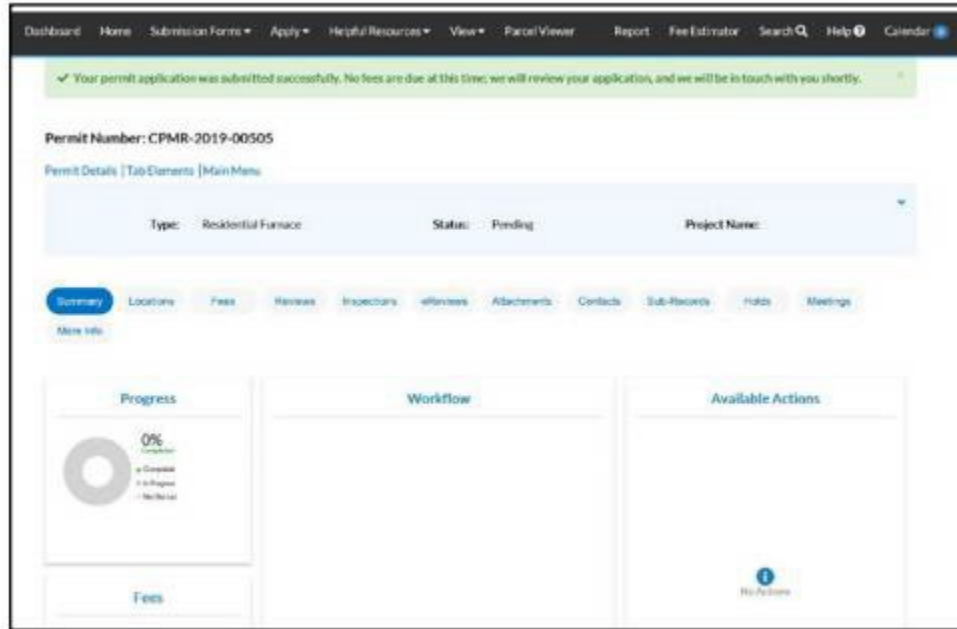 Dashboard Home Submission Forms Apply Helpful Resources View Parcel Viewer Report Fee Estimator Search Help Calendar
✔ Your permit application was submitted successfully. No fees are due at this time; we will review your application, and we will be in touch with you shortly. ×
Permit Number: CPMR-2019-00505
Permit Details | Tab Elements | Main Menu
Type: Residential Furnace Status: Pending Project Name:
Summary Locations Fees Reviews Inspections eReviews Attachments Contacts Sub-Records Holds Meetings
More Info
Progress
0%
Completed
Completed
In Progress
Not Started
Workflow
Available Actions
No Actions
Fees